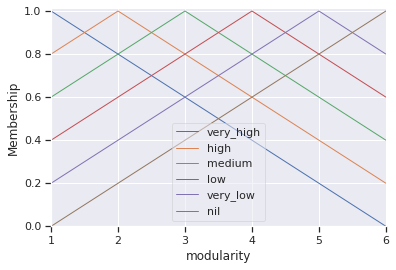 1.0
0.8
0.6
0.4
0.2
0.0
Membership
very_high
high
medium
low
very_low
nil
1 2 3 4 5 6
modularity